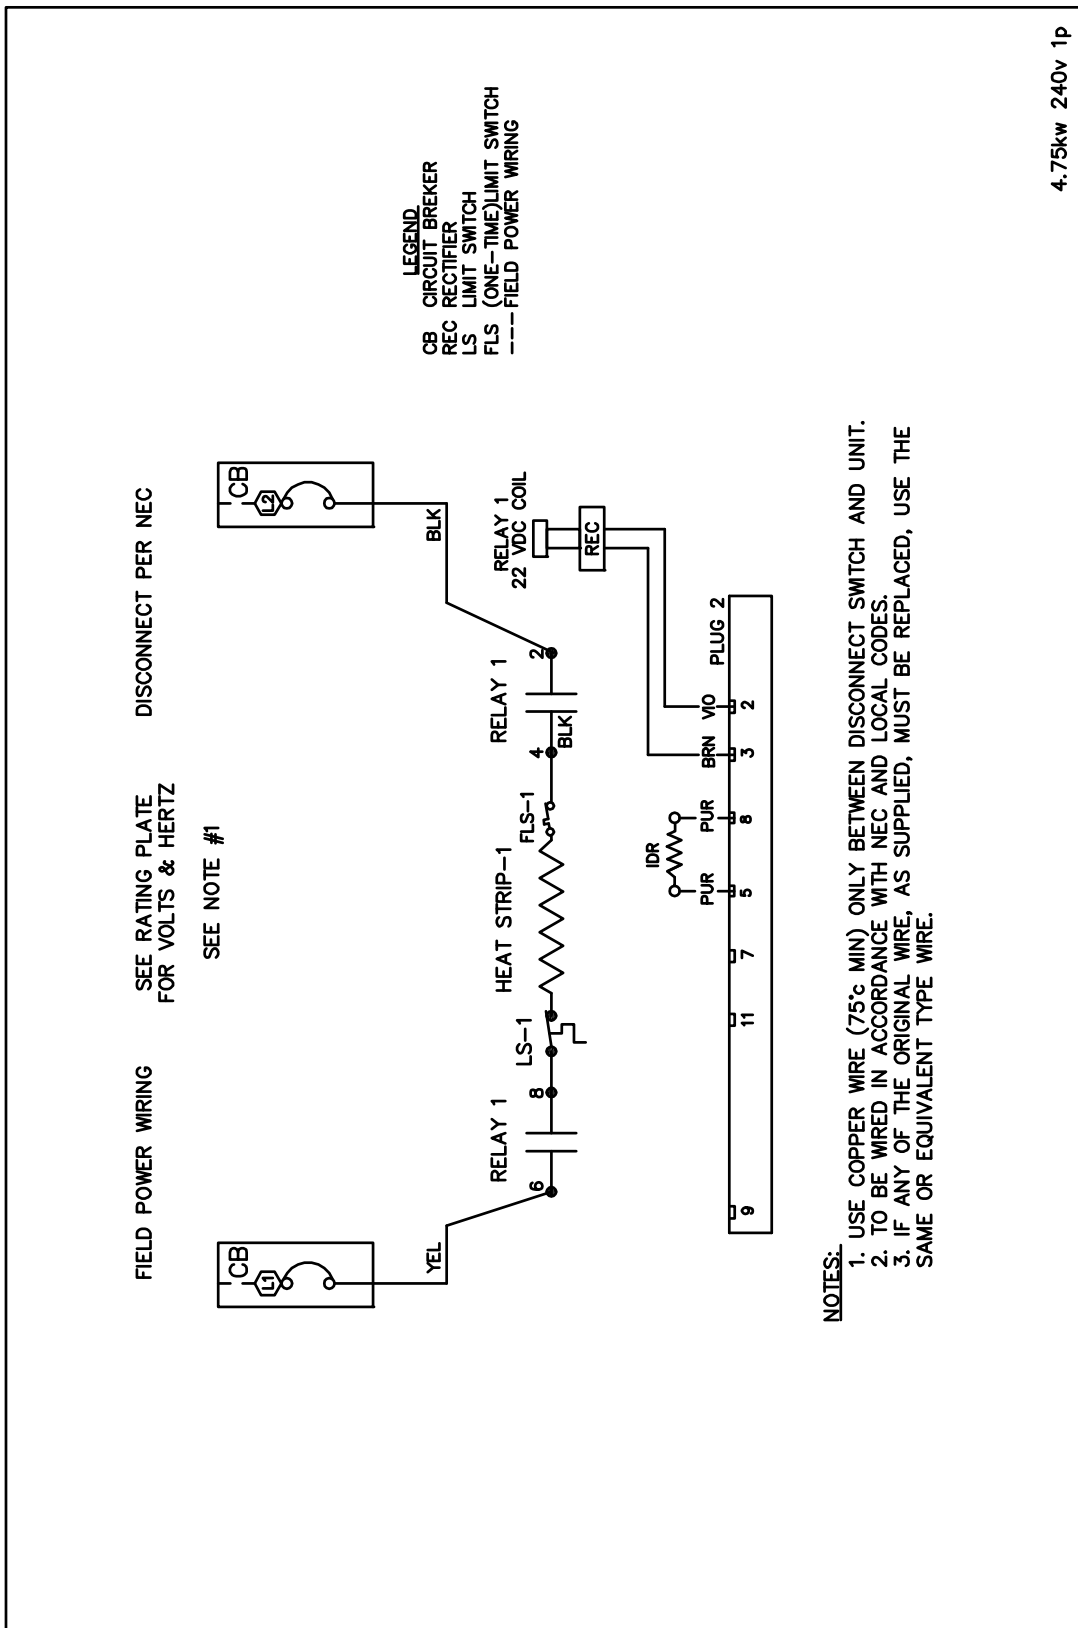 FIELD POWER WIRING
SEE RATING PLATE
FOR VOLTS & HERTZ
DISCONNECT PER NEC
SEE NOTE #1
CB
L1
YEL
CB
L2
BLK
LEGEND
CB CIRCUIT BREKER
REC RECTIFIER
LS LIMIT SWITCH
FLS (ONE-TIME)LIMIT SWITCH
---FIELD POWER WIRING
RELAY 1
6
8
LS-1
HEAT STRIP-1
FLS-1
RELAY 1
4
2
BLK
RELAY 1
22 VDC COIL
REC
IDR
PUR
PUR
BRN
VIO
PLUG 2
9
11
7
5
8
3
2
NOTES:
1. USE COPPER WIRE (75°c MIN) ONLY BETWEEN DISCONNECT SWITCH AND UNIT.
2. TO BE WIRED IN ACCORDANCE WITH NEC AND LOCAL CODES.
3. IF ANY OF THE ORIGINAL WIRE, AS SUPPLIED, MUST BE REPLACED, USE THE
SAME OR EQUIVALENT TYPE WIRE.
4.75kw 240v 1p